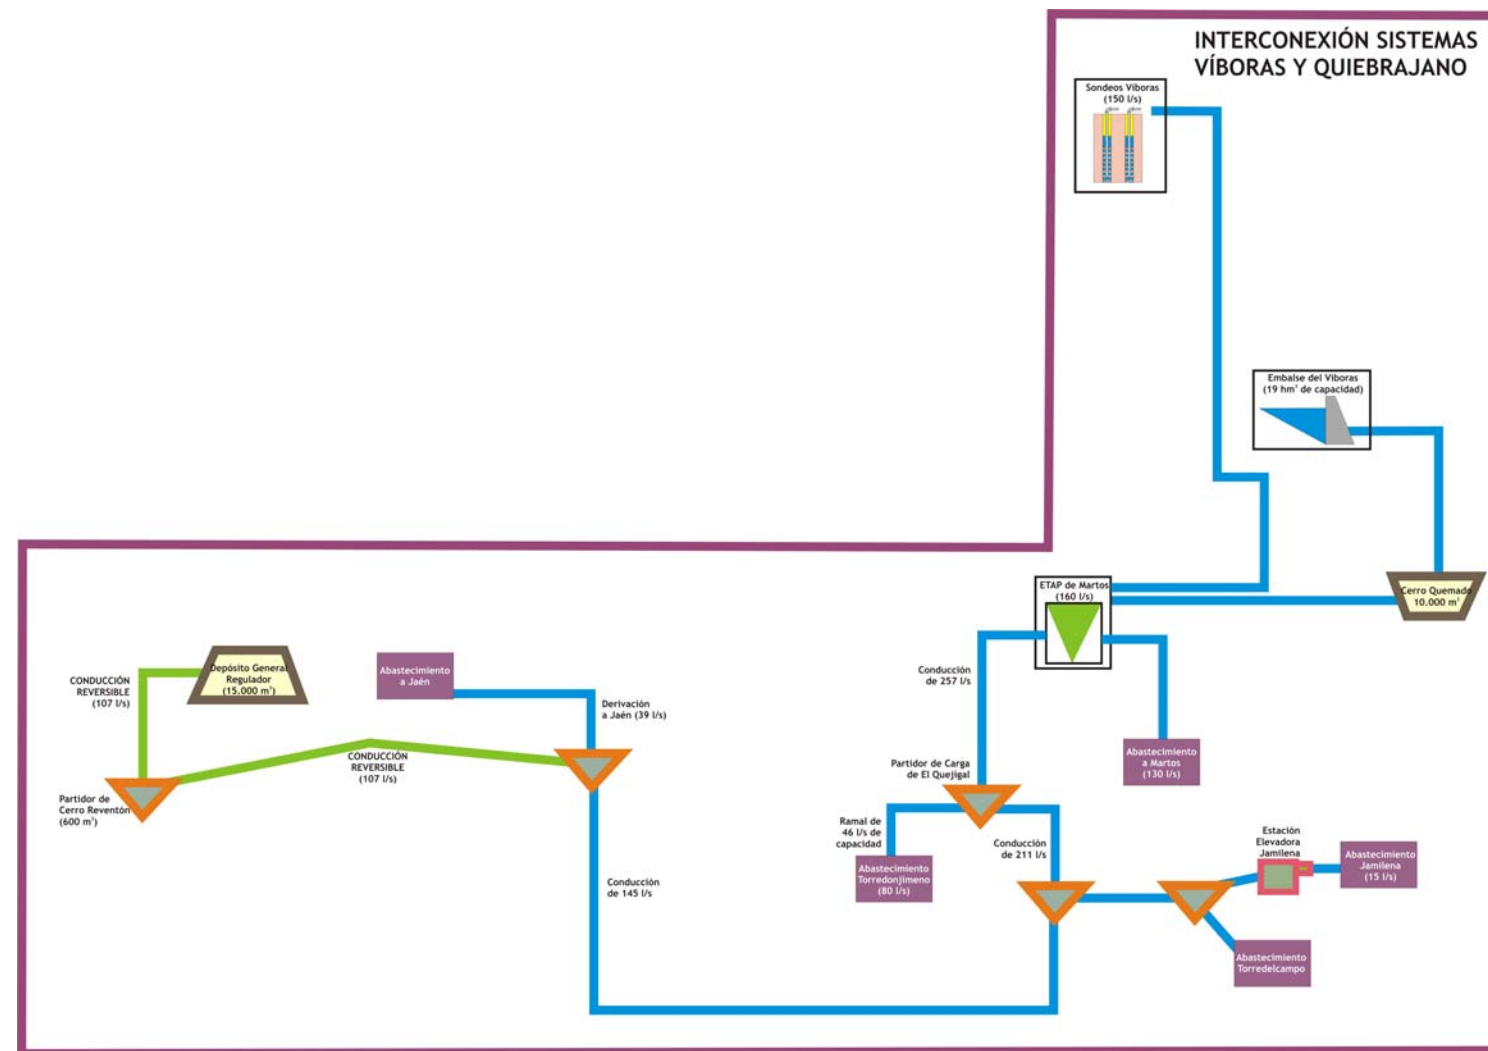 INTERCONEXIÓN SISTEMAS
VÍBORAS Y QUIEBRAJANO
Sondeos Víboras
(150 l/s)
Embalse del Víboras
(19 hm³ de capacidad)
ETAP de Martos
(160 l/s)
Cerro Quemado
10.000 m³
Depósito General
Regulador
(15.000 m³)
CONDUCCIÓN
REVERSIBLE
(107 l/s)
Abastecimiento
a Jaén
Derivación
a Jaén (39 l/s)
CONDUCCIÓN
REVERSIBLE
(107 l/s)
Partidor de
Cerro Reventón
(600 m³)
Conducción
de 257 l/s
Abastecimiento
a Martos
(130 l/s)
Partidor de Carga
de El Quejigal
Ramal de
46 l/s de
capacidad
Conducción
de 211 l/s
Abastecimiento
Torredonjimeno
(80 l/s)
Conducción
de 145 l/s
Estación
Elevadora
Jamilena
Abastecimiento
Jamilena
(15 l/s)
Abastecimiento
Torredelcampo